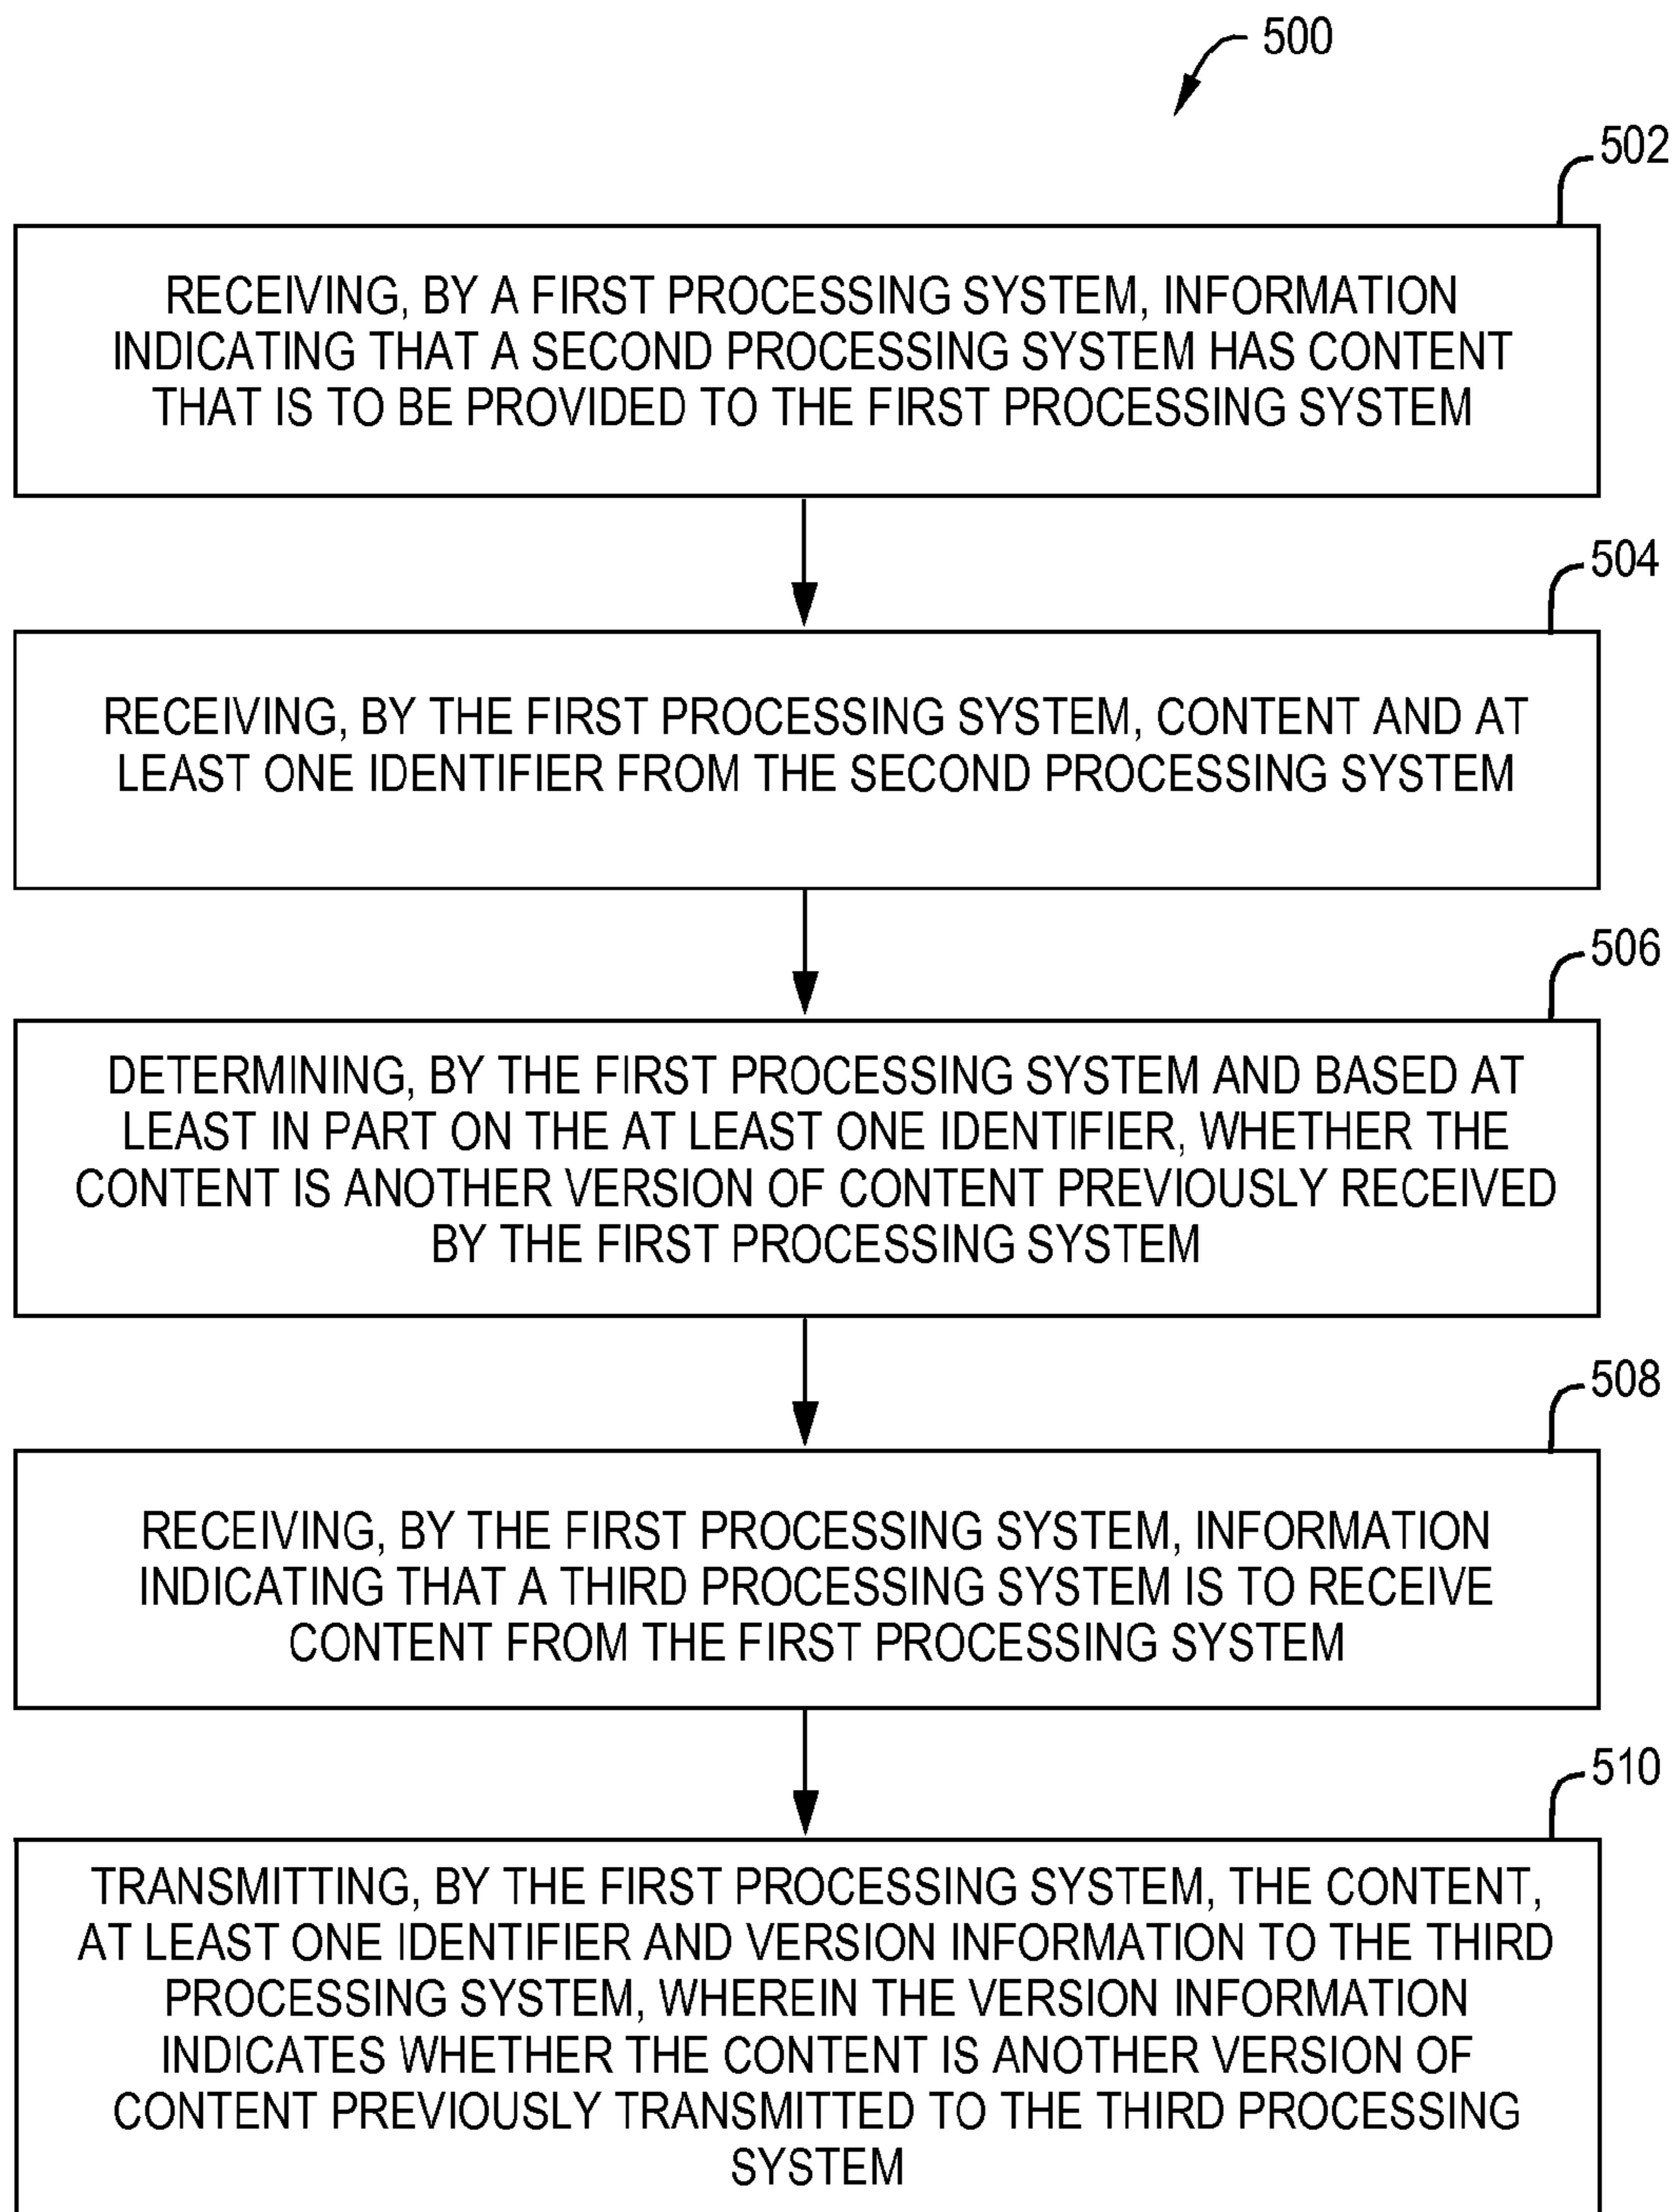 500
502
RECEIVING, BY A FIRST PROCESSING SYSTEM, INFORMATION
INDICATING THAT A SECOND PROCESSING SYSTEM HAS CONTENT
THAT IS TO BE PROVIDED TO THE FIRST PROCESSING SYSTEM
504
RECEIVING, BY THE FIRST PROCESSING SYSTEM, CONTENT AND AT
LEAST ONE IDENTIFIER FROM THE SECOND PROCESSING SYSTEM
506
DETERMINING, BY THE FIRST PROCESSING SYSTEM AND BASED AT
LEAST IN PART ON THE AT LEAST ONE IDENTIFIER, WHETHER THE
CONTENT IS ANOTHER VERSION OF CONTENT PREVIOUSLY RECEIVED
BY THE FIRST PROCESSING SYSTEM
508
RECEIVING, BY THE FIRST PROCESSING SYSTEM, INFORMATION
INDICATING THAT A THIRD PROCESSING SYSTEM IS TO RECEIVE
CONTENT FROM THE FIRST PROCESSING SYSTEM
510
TRANSMITTING, BY THE FIRST PROCESSING SYSTEM, THE CONTENT,
AT LEAST ONE IDENTIFIER AND VERSION INFORMATION TO THE THIRD
PROCESSING SYSTEM, WHEREIN THE VERSION INFORMATION
INDICATES WHETHER THE CONTENT IS ANOTHER VERSION OF
CONTENT PREVIOUSLY TRANSMITTED TO THE THIRD PROCESSING
SYSTEM